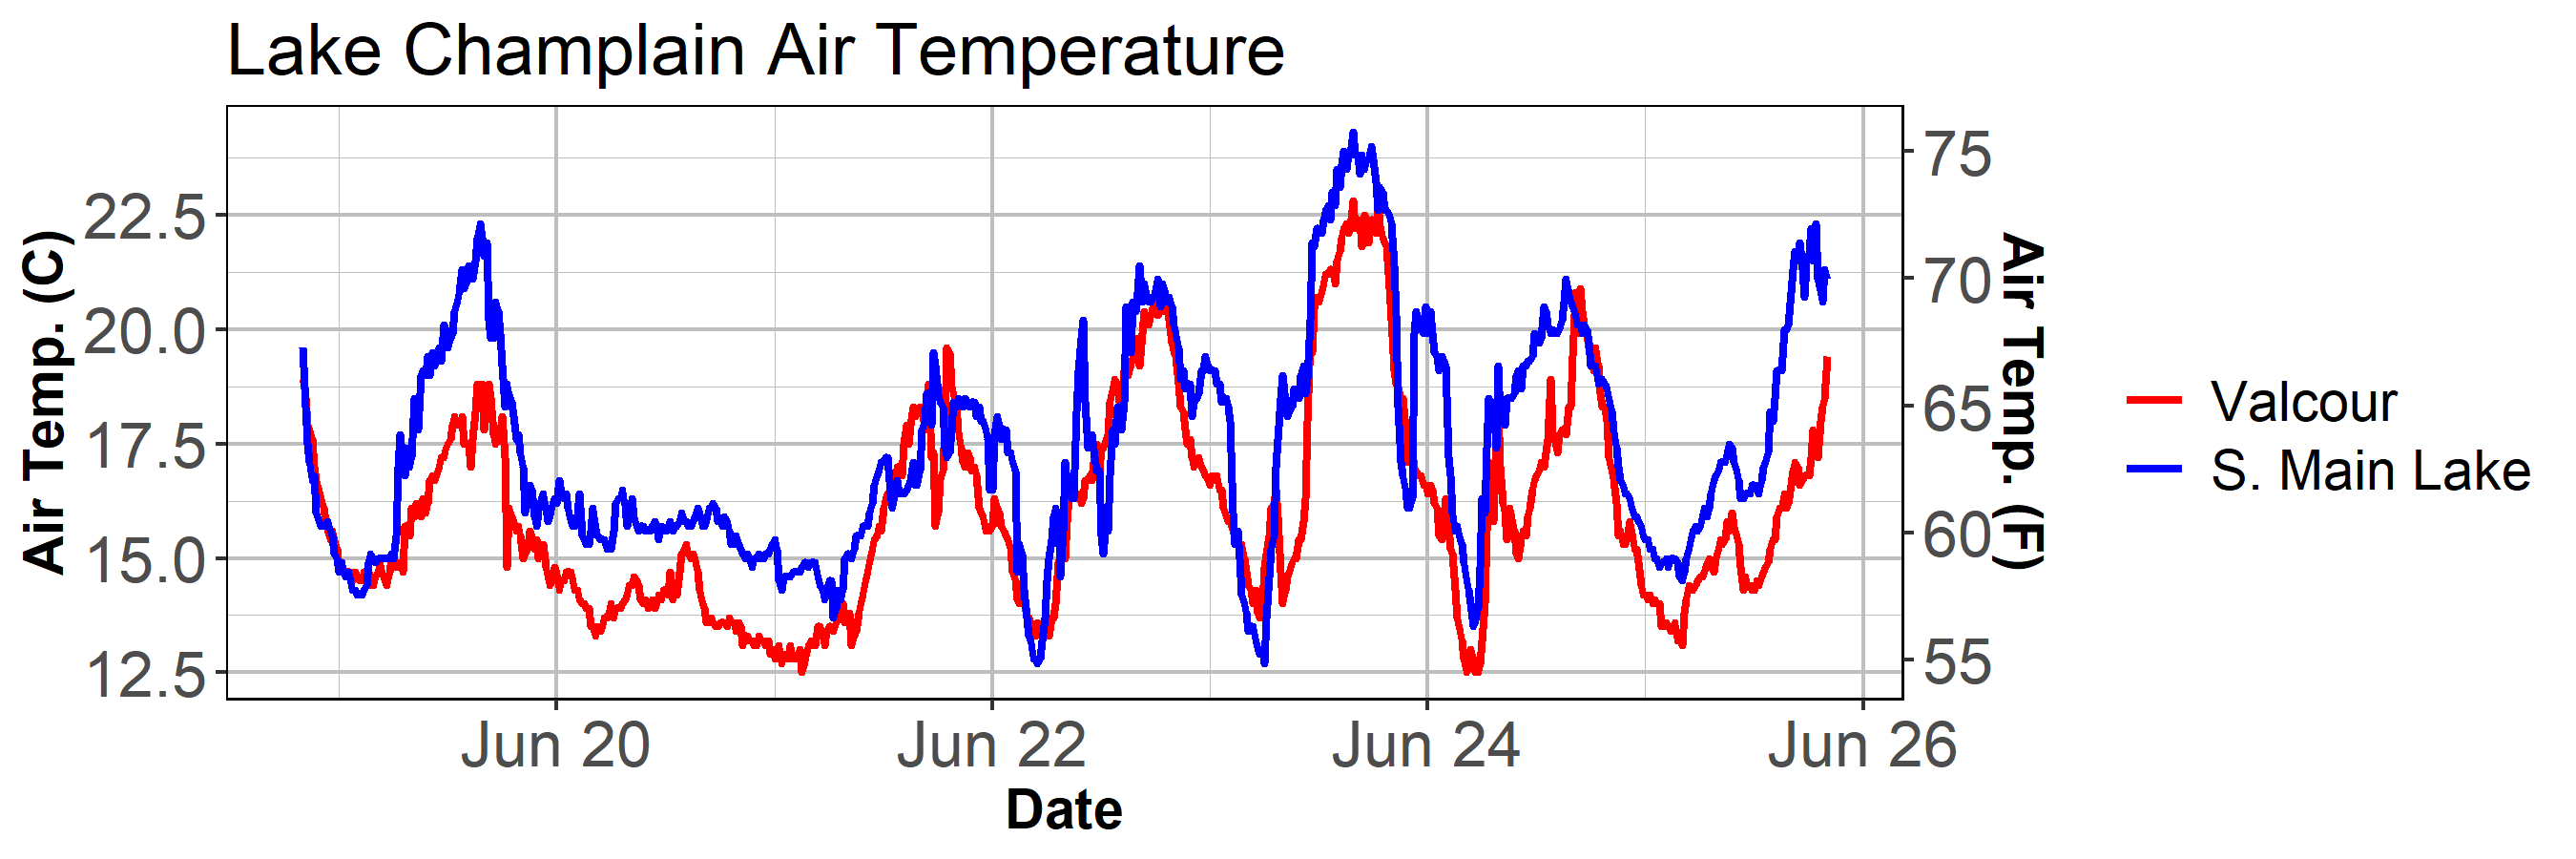 Lake Champlain Air Temperature
Air Temp. (C)
22.5
20.0
17.5
15.0
12.5
75
70
65
60
55
Air Temp. (F)
Jun 20
Jun 22
Jun 24
Jun 26
Date
Valcour
S. Main Lake